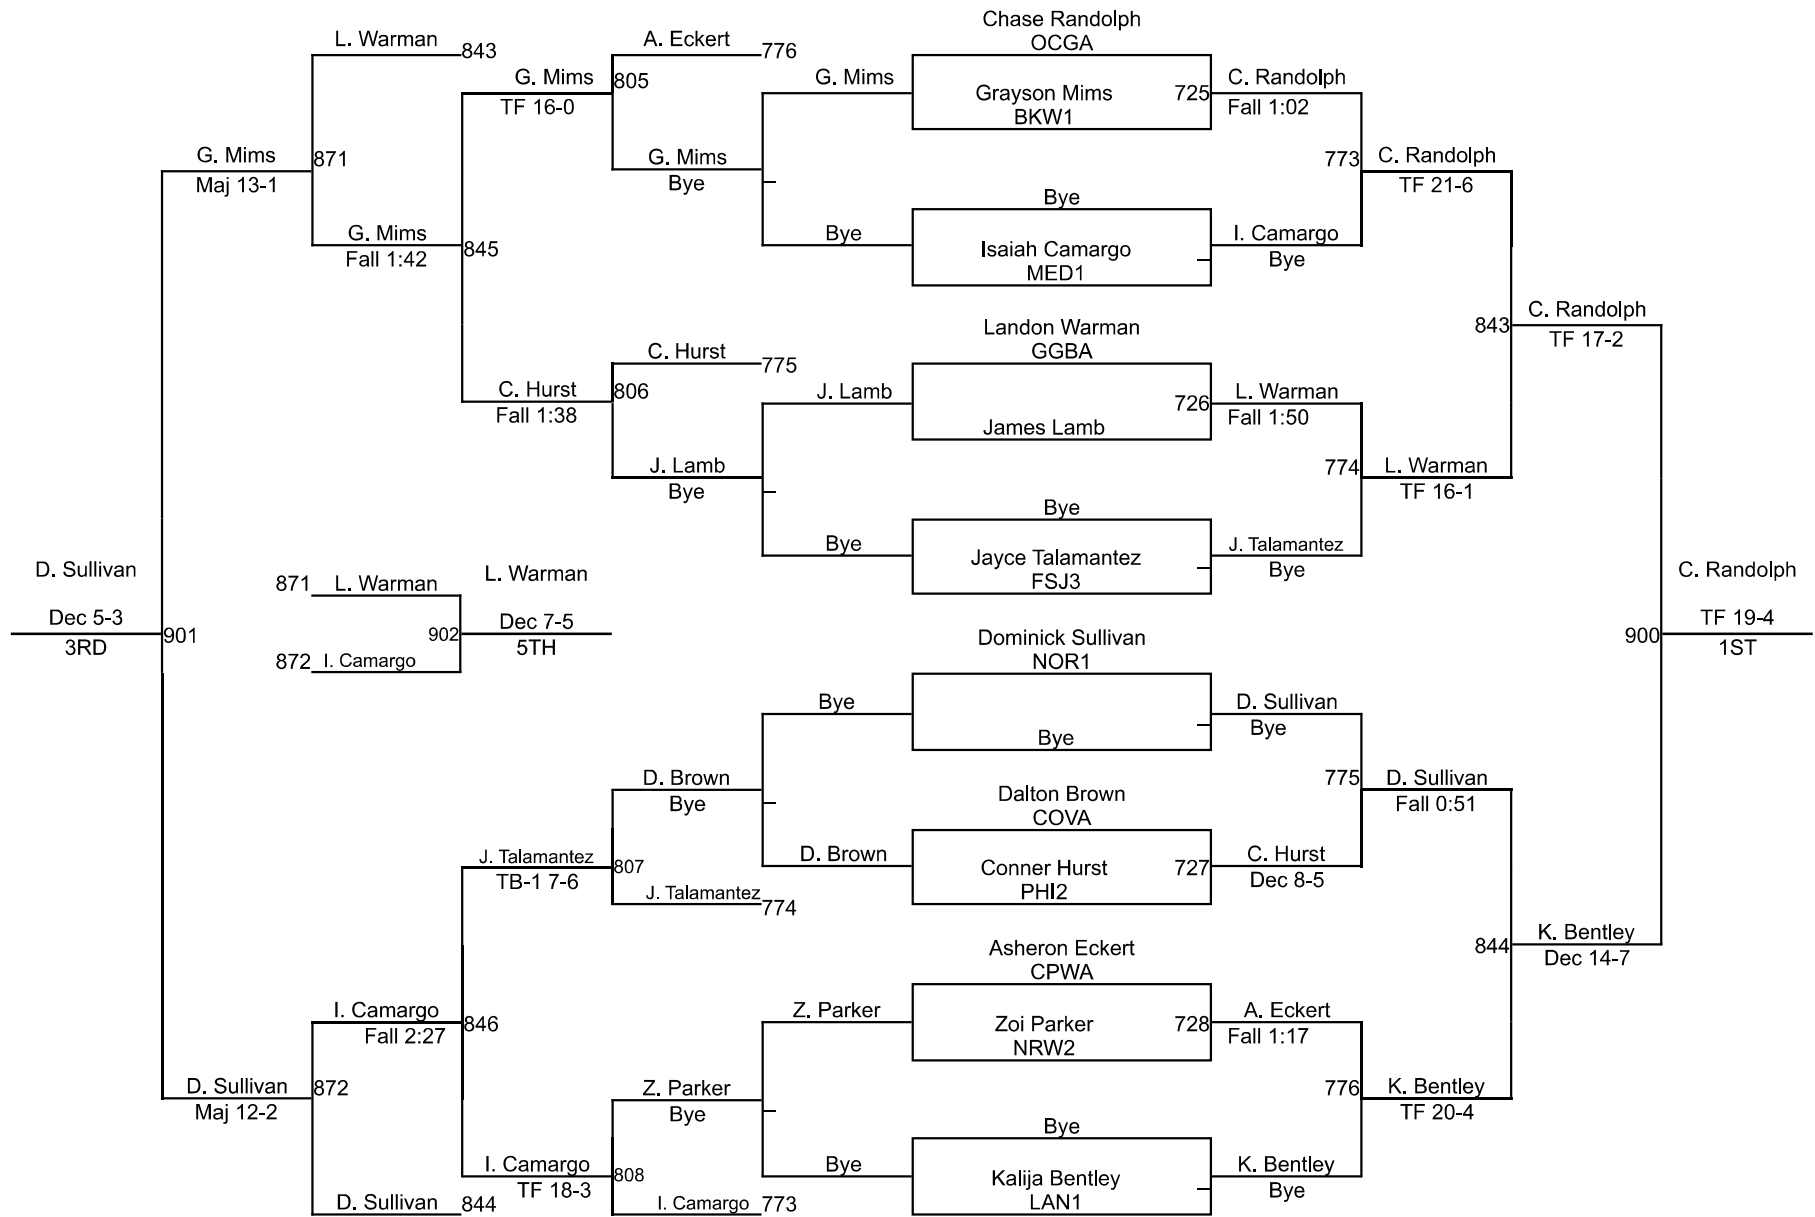 Chase Randolph
OCGA
L. Warman
843
A. Eckert
776
G. Mims
805
TF 16-0
G. Mims
Grayson Mims
BKW1
725
C. Randolph
Fall 1:02
G. Mims
871
Maj 13-1
G. Mims
Bye
773
C. Randolph
TF 21-6
Bye
G. Mims
Fall 1:42
845
Bye
Isaiah Camargo
MED1
I. Camargo
Bye
Landon Warman
GGBA
843
C. Randolph
TF 17-2
C. Hurst
775
C. Hurst
806
Fall 1:38
J. Lamb
726
James Lamb
L. Warman
Fall 1:50
J. Lamb
Bye
774
L. Warman
TF 16-1
Bye
Bye
Jayce Talamantez
FSJ3
J. Talamantez
Bye
D. Sullivan
Dec 5-3
3RD
901
871
L. Warman
L. Warman
902
Dec 7-5
5TH
872
I. Camargo
C. Randolph
900
TF 19-4
1ST
Dominick Sullivan
NOR1
Bye
Bye
D. Sullivan
Bye
D. Brown
Bye
Dalton Brown
COVA
775
D. Sullivan
Fall 0:51
J. Talamantez
807
TB-1 7-6
D. Brown
Conner Hurst
PHI2
727
C. Hurst
Dec 8-5
J. Talamantez
774
Asheron Eckert
CPWA
844
K. Bentley
Dec 14-7
I. Camargo
Fall 2:27
846
Z. Parker
Zoi Parker
NRW2
728
A. Eckert
Fall 1:17
D. Sullivan
872
Maj 12-2
Z. Parker
Bye
776
K. Bentley
TF 20-4
Bye
I. Camargo
808
TF 18-3
Bye
Kalija Bentley
LAN1
K. Bentley
Bye
D. Sullivan
844
I. Camargo
773